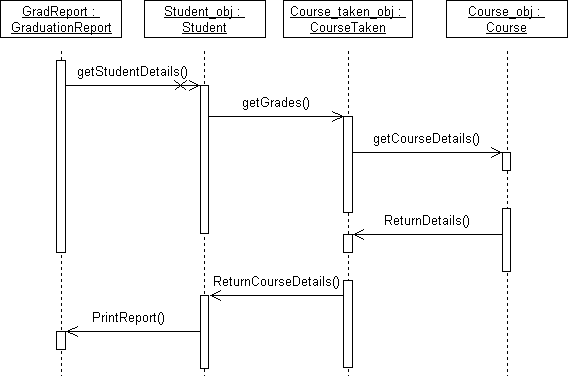 GradReport :
GraduationReport
Student_obj :
Student
Course_taken_obj :
CourseTaken
Course_obj :
Course
getStudentDetails()
getGrades()
getCourseDetails()
ReturnDetails()
ReturnCourseDetails()
PrintReport()